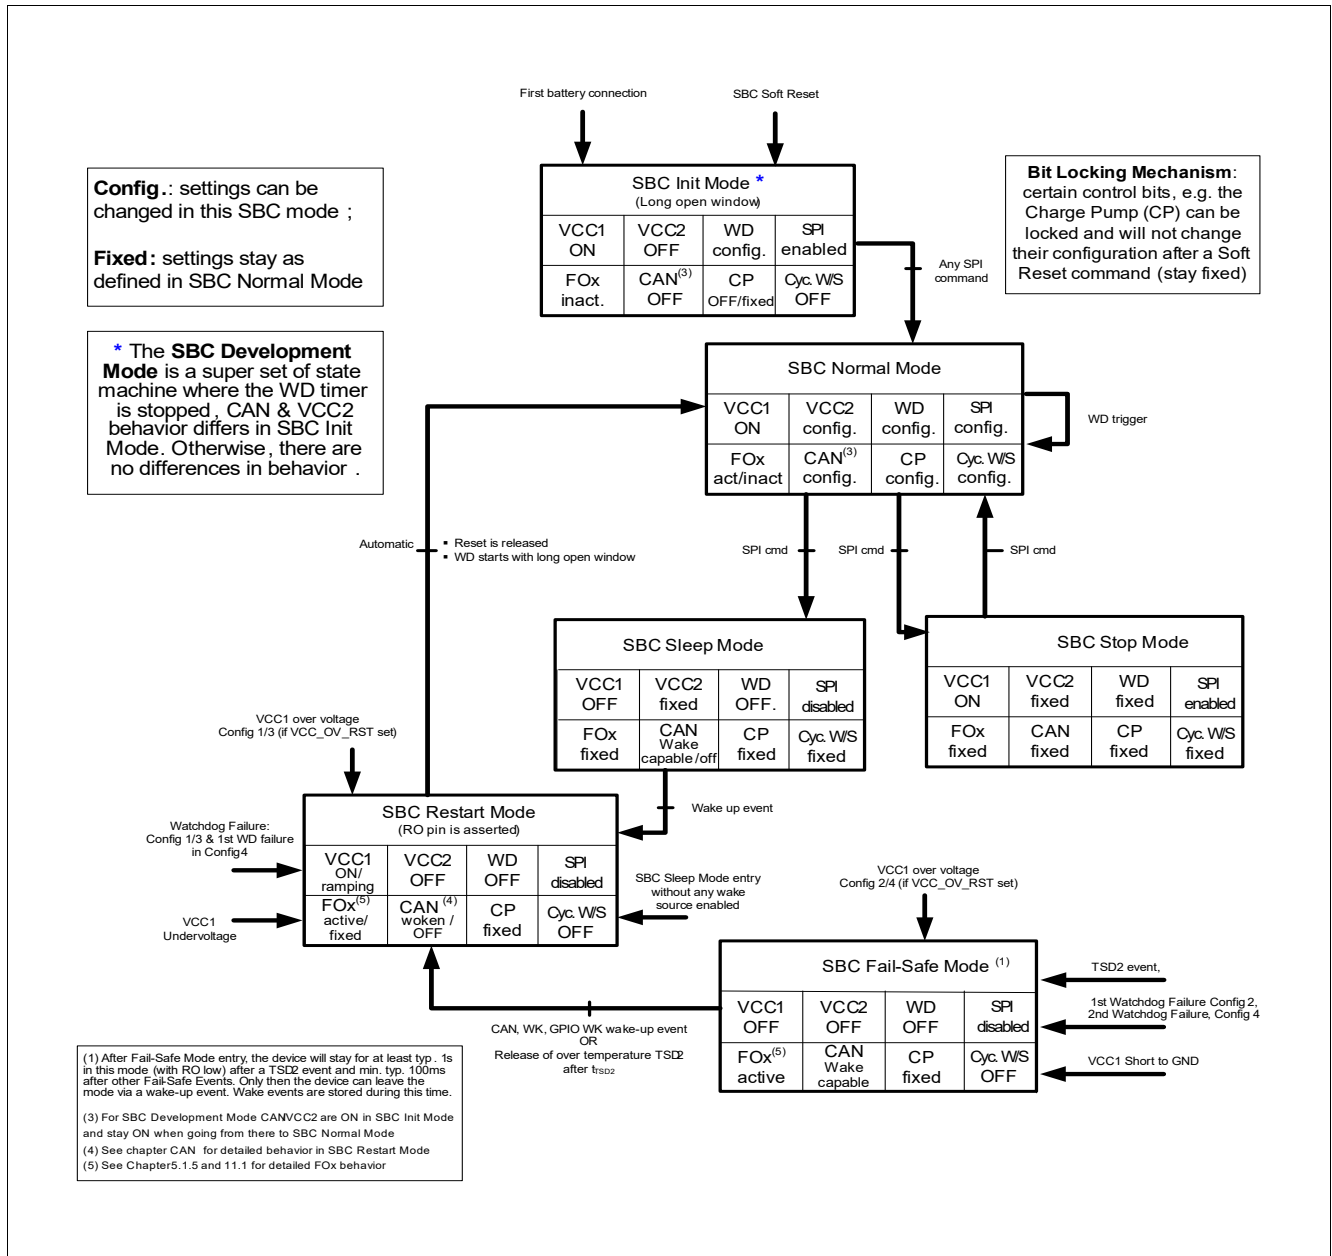 First battery connection
SBC Soft Reset
Config.: settings can be
changed in this SBC mode ;
Fixed: settings stay as
defined in SBC Normal Mode
SBC Init Mode *
(Long open window)
VCC1
ON
VCC2
OFF
WD
config.
SPI
enabled
FOx
inact.
CAN(3)
OFF
CP
OFF/fixed
Cyc. W/S
OFF
Bit Locking Mechanism:
certain control bits, e.g. the
Charge Pump (CP) can be
locked and will not change
their configuration after a Soft
Reset command (stay fixed)
Any SPI
command
* The SBC Development
Mode is a super set of state
machine where the WD timer
is stopped, CAN & VCC2
behavior differs in SBC Init
Mode. Otherwise, there are
no differences in behavior .
SBC Normal Mode
VCC1
ON
VCC2
config.
WD
config.
SPI
config.
FOx
act/inact
CAN(3)
config.
CP
config.
Cyc. W/S
config.
WD trigger
Automatic
▪ Reset is released
▪ WD starts with long open window
SPI cmd
SPI cmd
SPI cmd
SBC Sleep Mode
VCC1
OFF
VCC2
fixed
WD
OFF.
SPI
disabled
FOx
fixed
CAN
Wake
capable /off
CP
fixed
Cyc. W/S
fixed
SBC Stop Mode
VCC1
ON
VCC2
fixed
WD
fixed
SPI
enabled
FOx
fixed
CAN
fixed
CP
fixed
Cyc. W/S
fixed
VCC1 over voltage
Config 1/3 (if VCC_OV_RST set)
Wake up event
Watchdog Failure:
Config 1/3 & 1st WD failure
in Config4
VCC1
Undervoltage
SBC Restart Mode
(RO pin is asserted)
VCC1
ON/
ramping
VCC2
OFF
WD
OFF
SPI
disabled
FOx(5)
active/
fixed
CAN (4)
woken /
OFF
CP
fixed
Cyc. W/S
OFF
SBC Sleep Mode entry
without any wake
source enabled
VCC1 over voltage
Config 2/4 (if VCC_OV_RST set)
SBC Fail-Safe Mode (1)
VCC1
OFF
VCC2
OFF
WD
OFF
SPI
disabled
FOx(5)
active
CAN
Wake
capable
CP
fixed
Cyc. W/S
OFF
TSD2 event,
1st Watchdog Failure Config 2,
2nd Watchdog Failure, Config 4
VCC1 Short to GND
CAN, WK, GPIO WK wake-up event
OR
Release of over temperature TSD2
after tTSD2
(1) After Fail-Safe Mode entry, the device will stay for at least typ. 1s
in this mode (with RO low) after a TSD2 event and min. typ. 100ms
after other Fail-Safe Events. Only then the device can leave the
mode via a wake-up event. Wake events are stored during this time.
(3) For SBC Development Mode CAN/VCC2 are ON in SBC Init Mode
and stay ON when going from there to SBC Normal Mode
(4) See chapter CAN for detailed behavior in SBC Restart Mode
(5) See Chapter5.1.5 and 11.1 for detailed FOx behavior